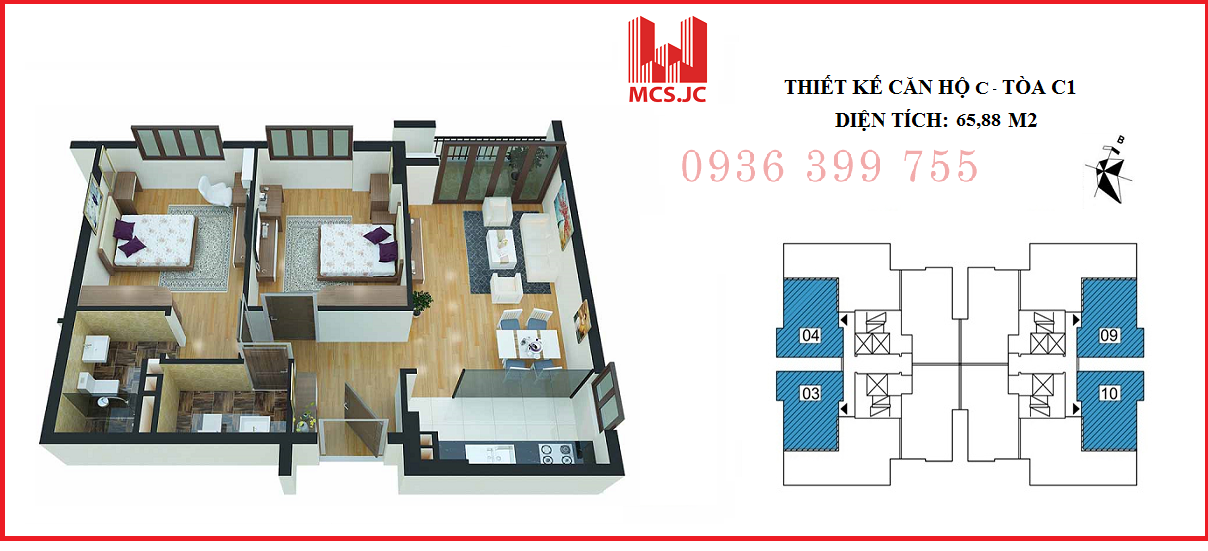 MCS.JC
THIẾT KẾ CĂN HỘ C - TÒA C1
DIỆN TÍCH: 65,88 M2
0936 399 755
B
04
09
03
10